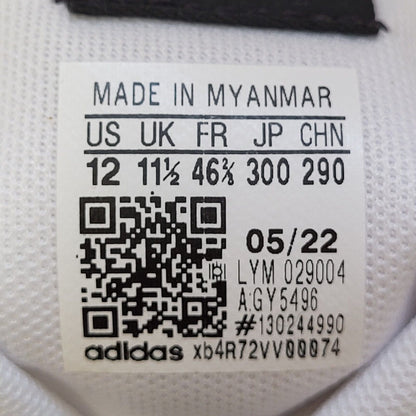 MADE IN MYANMAR
US UK FR JP CHN
12 11½ 46⅔ 300 290
05/22
LYM 029004
A:GY5496
#130244990
adidas xb4R72VV00074